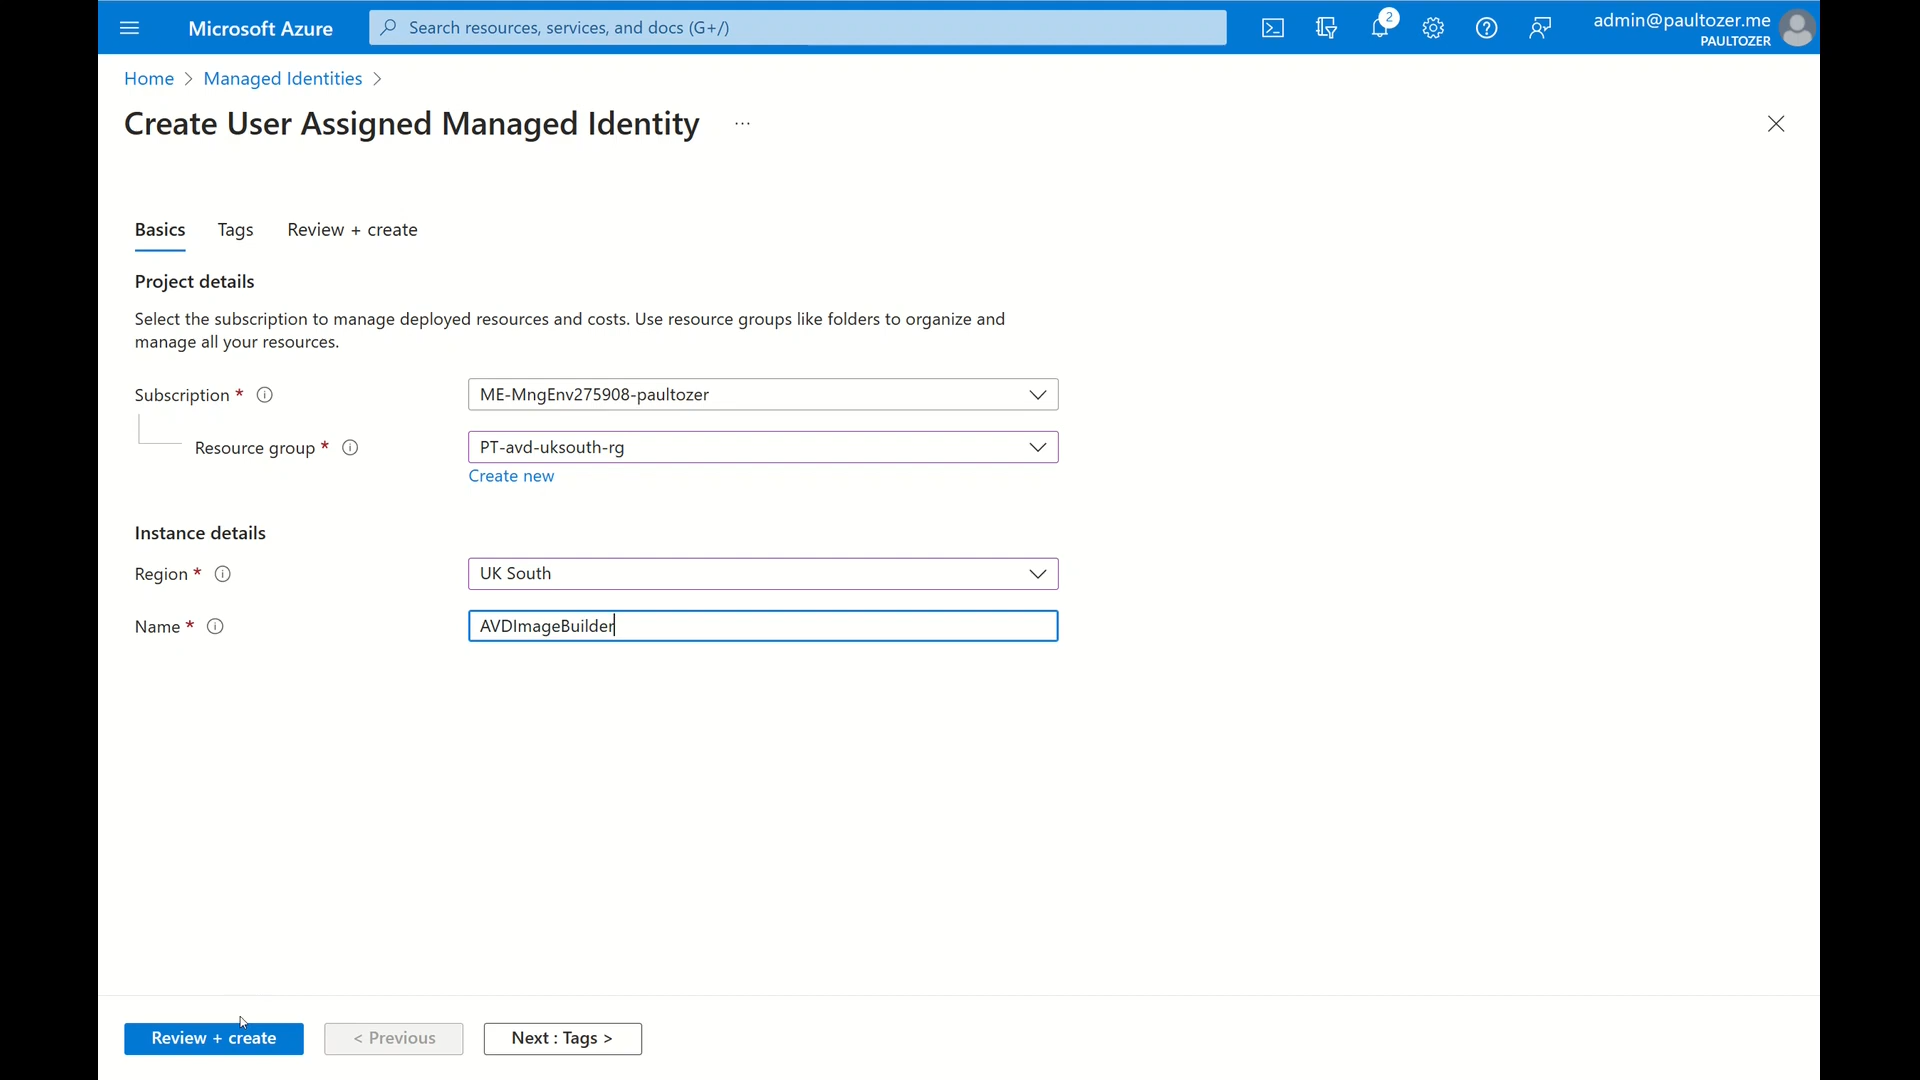 Microsoft Azure
Search resources, services, and docs (G+/)
2
admin@paultozer.me
PAULTOZER
Home > Managed Identities >
Create User Assigned Managed Identity ...
Basics Tags Review + create
Project details
Select the subscription to manage deployed resources and costs. Use resource groups like folders to organize and
manage all your resources.
Subscription * ME-MngEnv275908-paultozer
Resource group * PT-avd-uksouth-rg
Create new
Instance details
Region * UK South
Name * AVDImageBuilder
Review + create < Previous Next : Tags >